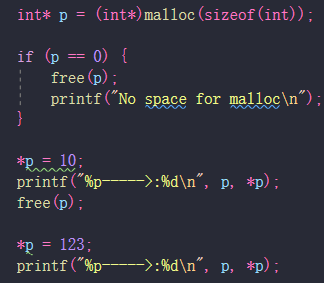 int* p = (int*)malloc(sizeof(int));
if (p == 0) {
free(p);
printf("No space for malloc\n");
}
*p = 10;
printf("%p----->:%d\n", p, *p);
free(p);
*p = 123;
printf("%p----->:%d\n", p, *p);